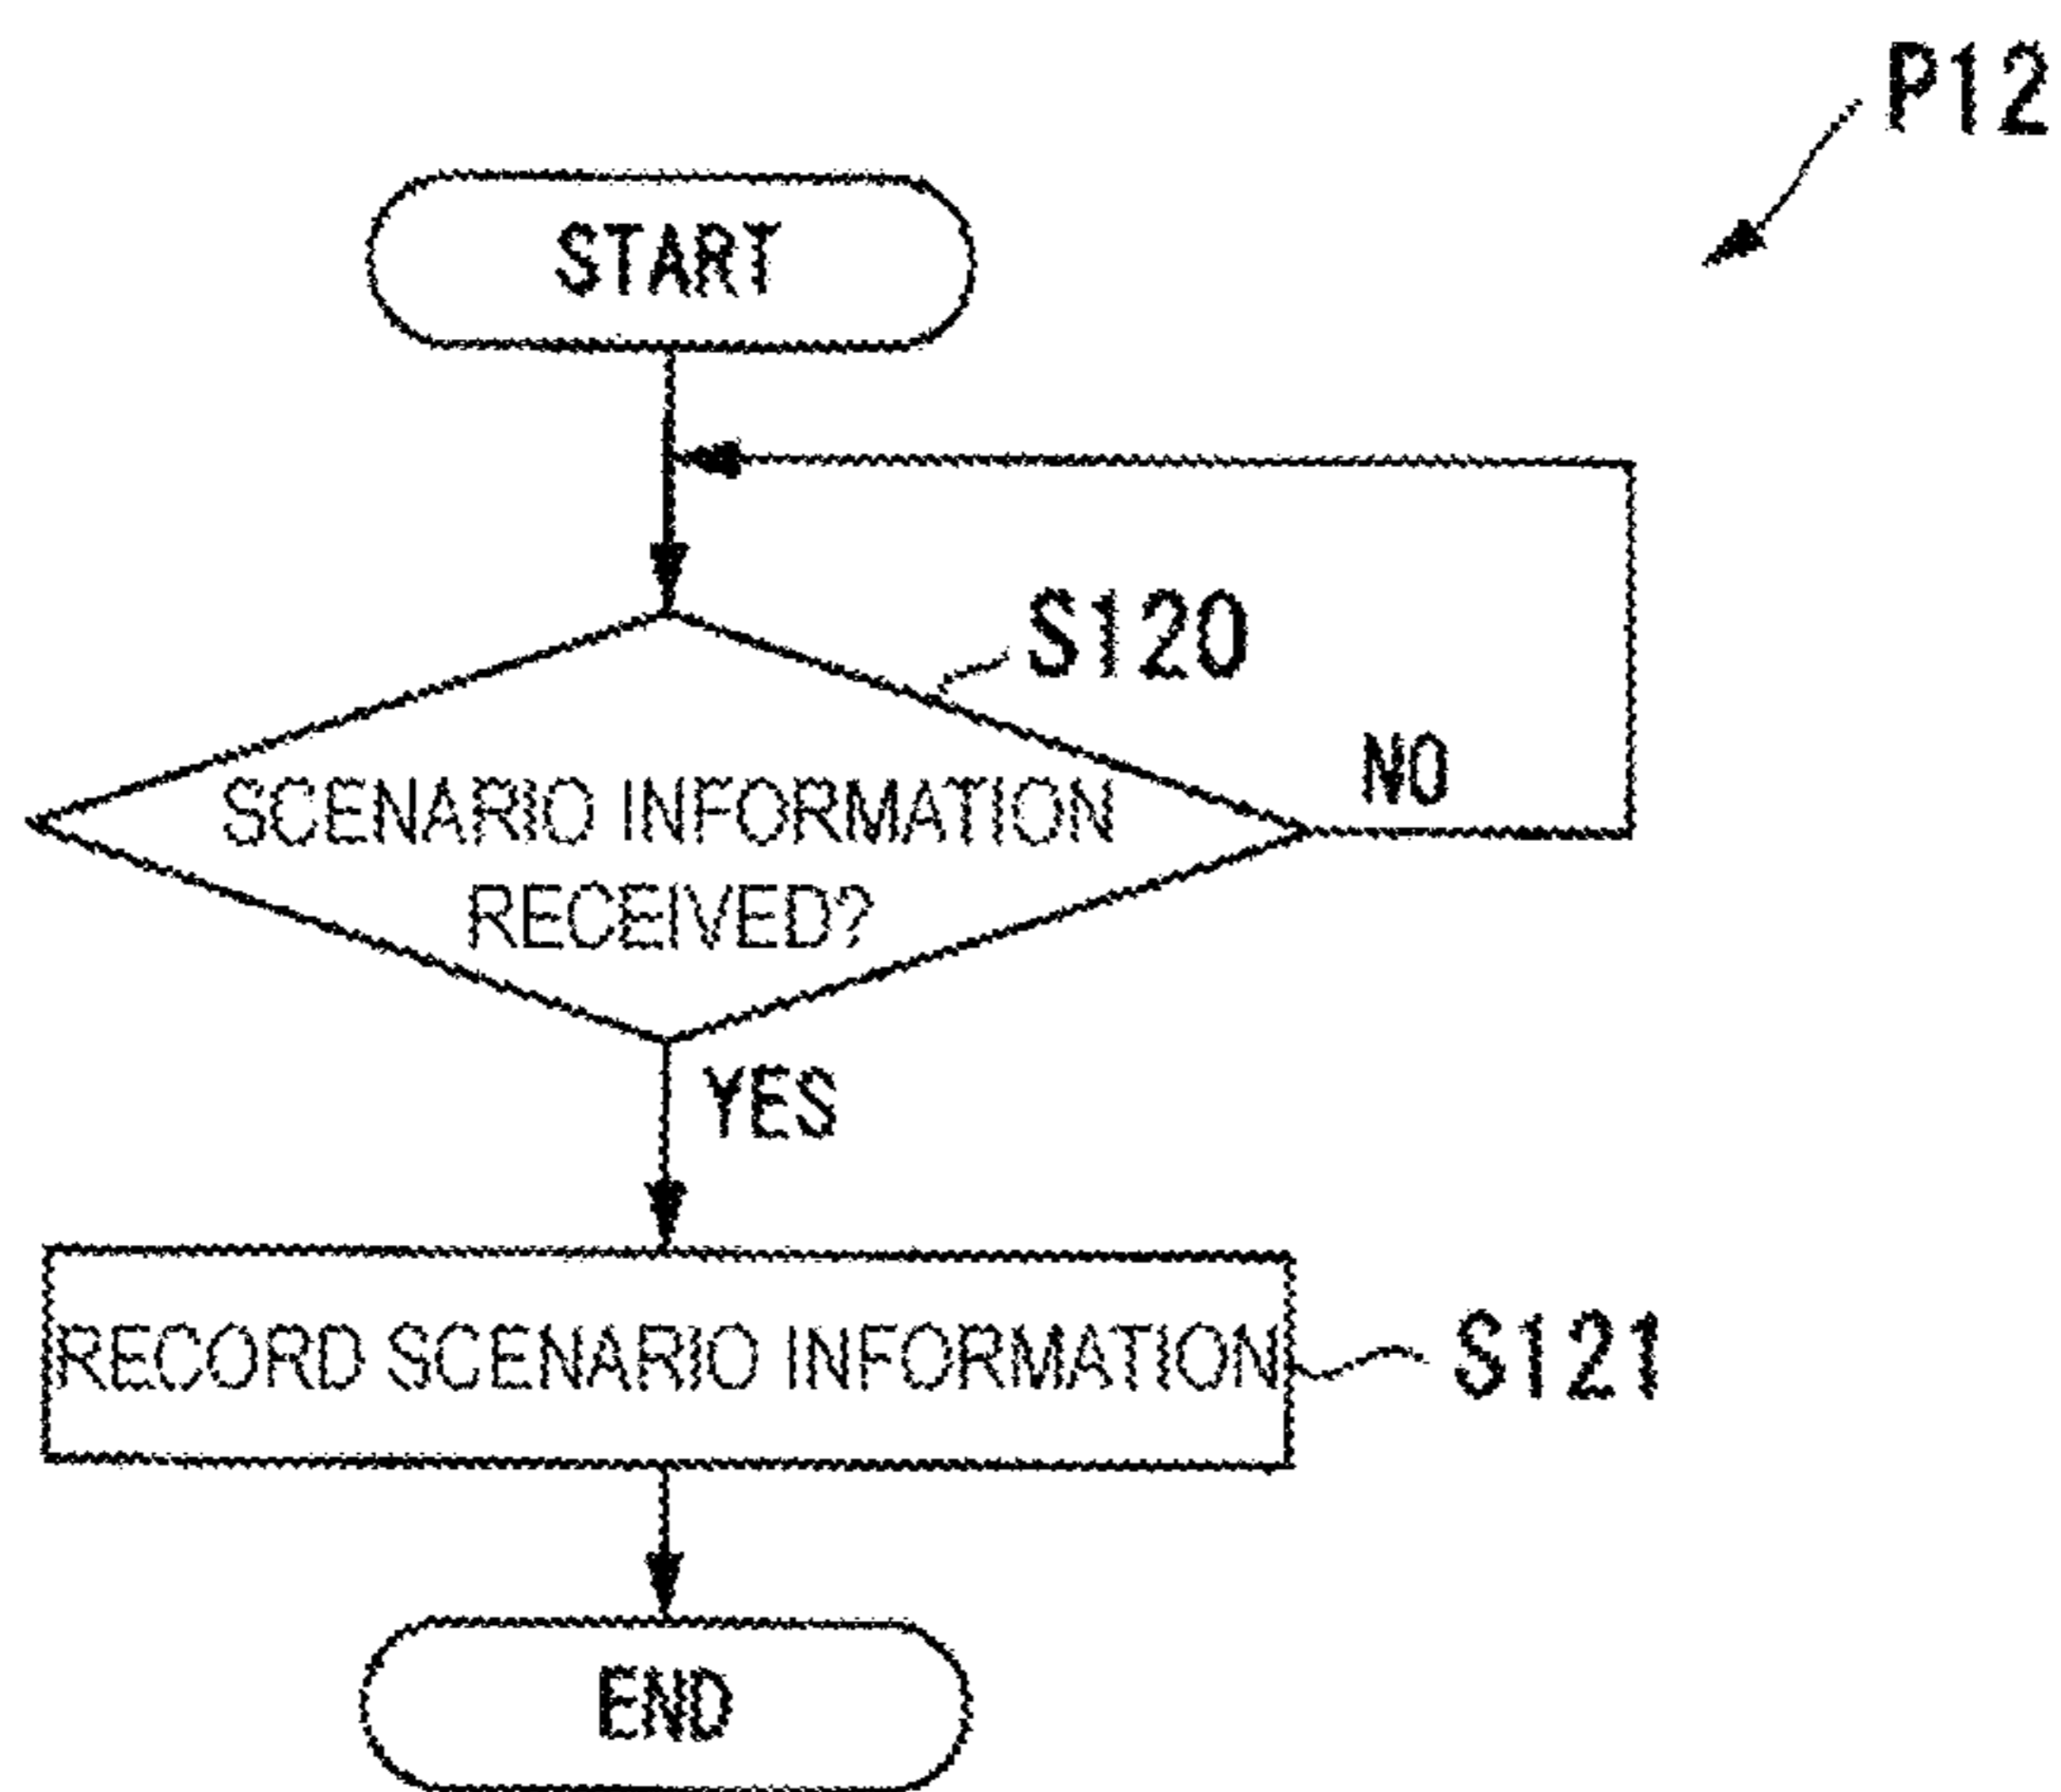 P12
START
S120
NO
SCENARIO INFORMATION
RECEIVED?
YES
RECORD SCENARIO INFORMATION
S121
END